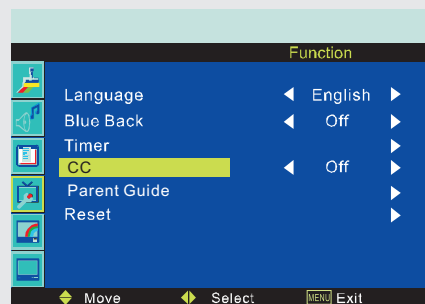 Function
Language English
Blue Back Off
Timer
CC Off
Parent Guide
Reset
Move Select MENU Exit